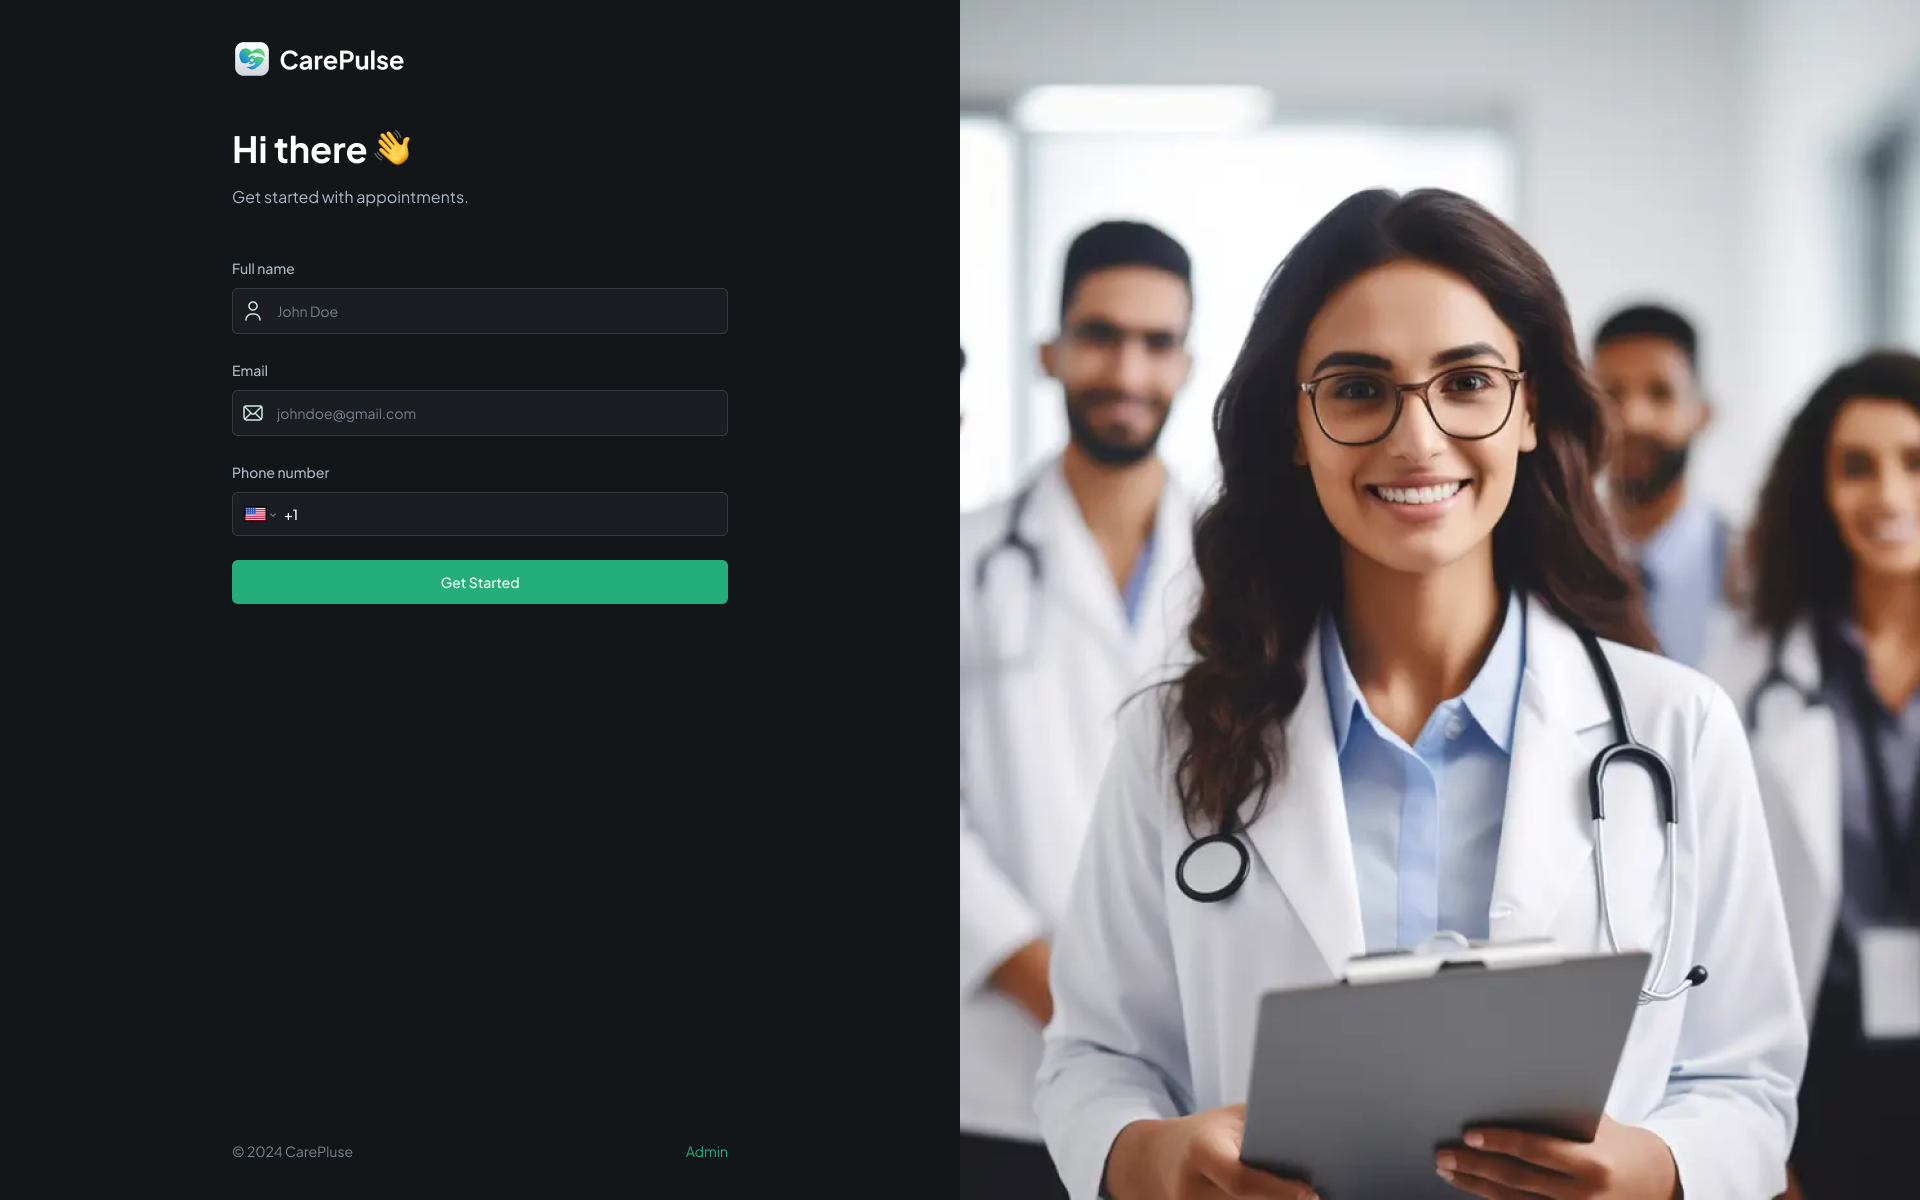 CarePulse
Hi there 👋
Get started with appointments.
Full name
John Doe
Email
johndoe@gmail.com
Phone number
+1
Get Started
© 2024 CarePluse
Admin